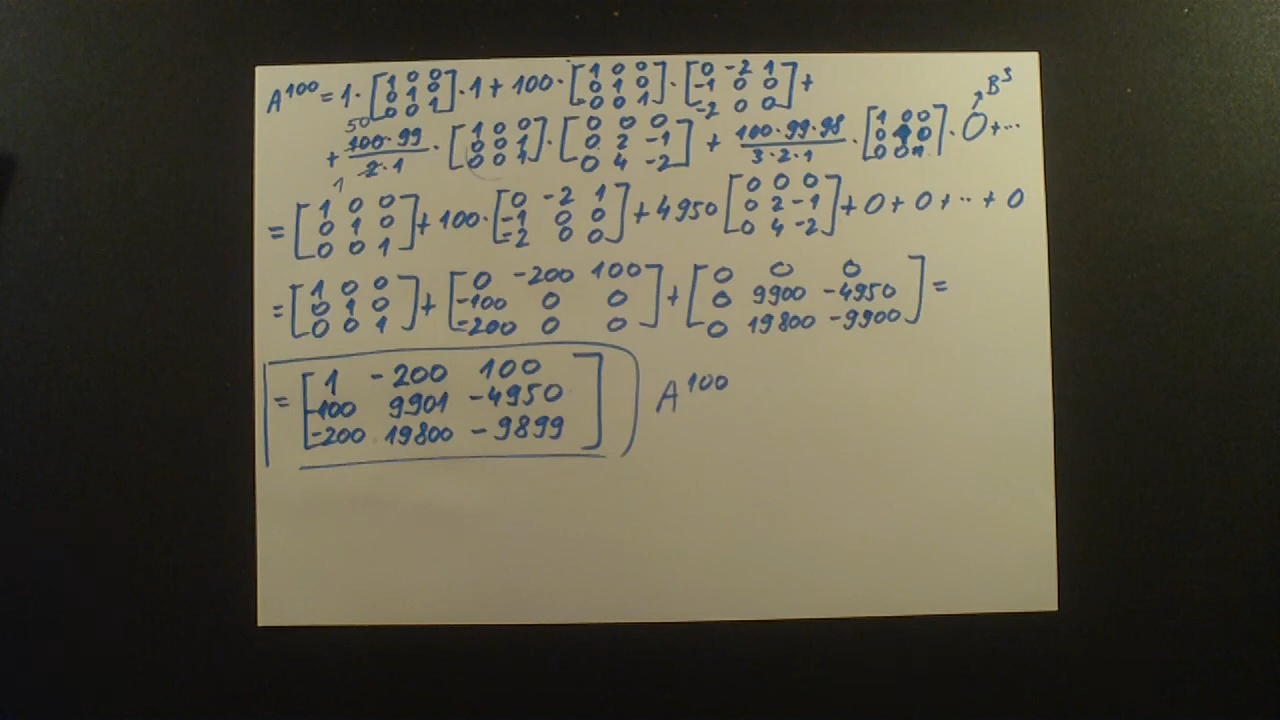 A^100 = 1 · [1 0 0; 0 1 0; 0 0 1] · 1 + 100 · [1 0 0; 0 1 0; 0 0 1] · [0 -2 1; -1 0 0; -2 0 0] +
+ 50 100·99 / 2·1 1 · [1 0 0; 0 0 1; 0 0 1] · [0 0 0; 0 2 -1; 0 4 -2] + 100·99·98 / 3·2·1 · [1 0 0; 0 1 0; 0 0 1] · 0 → B^3 + ...
= [1 0 0; 0 1 0; 0 0 1] + 100 · [0 -2 1; -1 0 0; -2 0 0] + 4950 [0 0 0; 0 2 -1; 0 4 -2] + 0 + 0 + ... + 0
= [1 0 0; 0 1 0; 0 0 1] + [0 -200 100; -100 0 0; -200 0 0] + [0 0 0; 0 9900 -4950; 0 19800 -9900] =
= [1 -200 100; -100 9901 -4950; -200 19800 -9899] A^100